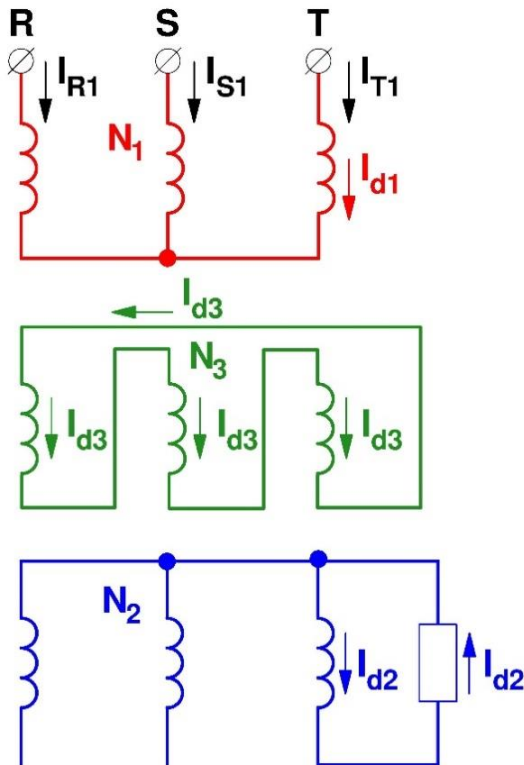 R S T
I_R1 I_S1 I_T1
N_1
I_d1
I_d3
N_3
I_d3 I_d3 I_d3
N_2
I_d2 I_d2